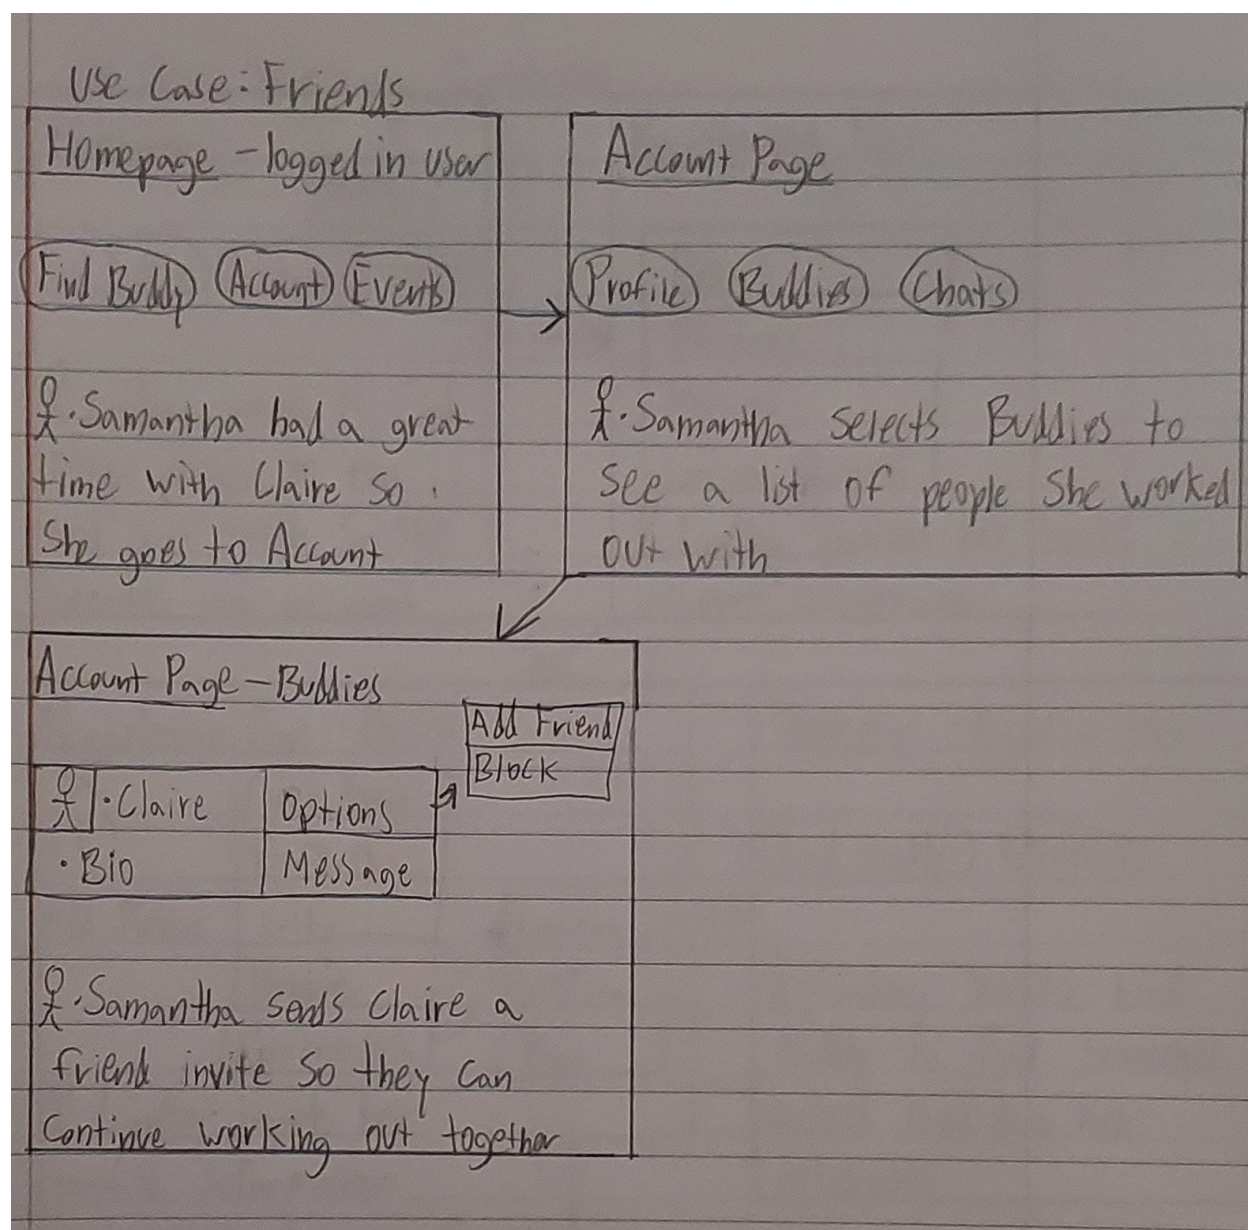 Use Case: Friends
Homepage - logged in user
Find Buddy Account Events
•Samantha had a great
time with Claire so
she goes to Account
Account Page
Profile Buddies Chats
•Samantha selects Buddies to
see a list of people she worked
out with
Account Page - Buddies
Add Friend
Block
•Claire Options
•Bio Message
•Samantha sends Claire a
friend invite so they can
continue working out together